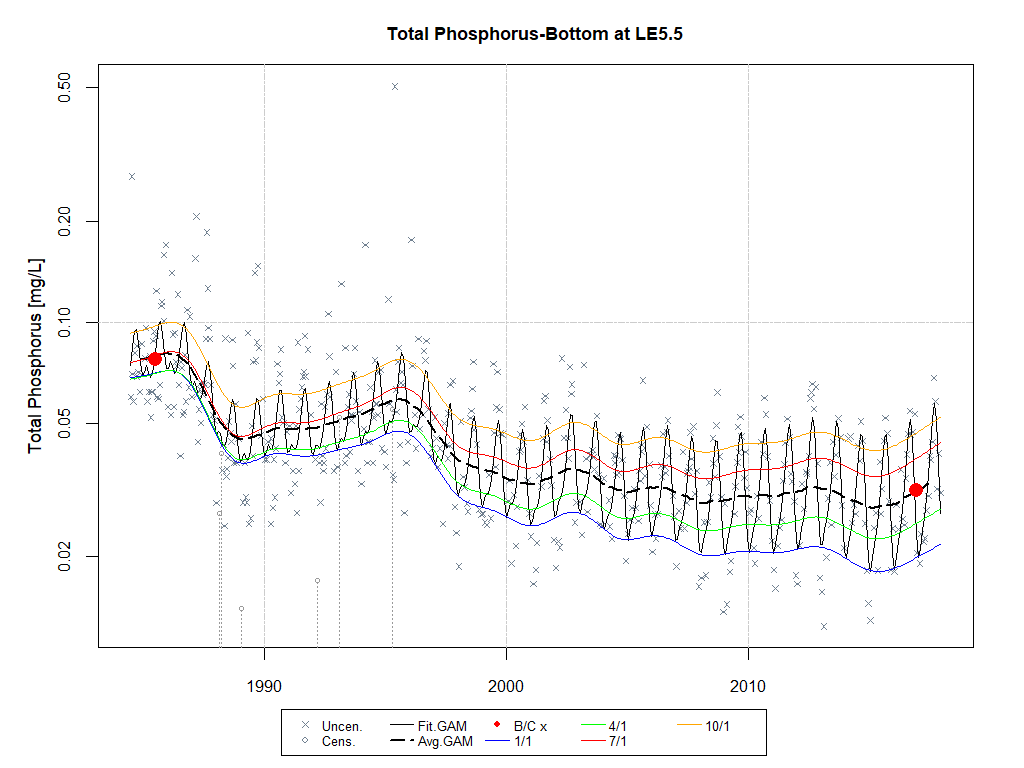 Total Phosphorus-Bottom at LE5.5
Total Phosphorus [mg/L]
0.50
0.20
0.10
0.05
0.02
1990 2000 2010
Uncen. Fit.GAM B/C x 4/1 10/1
Cens. Avg.GAM 1/1 7/1